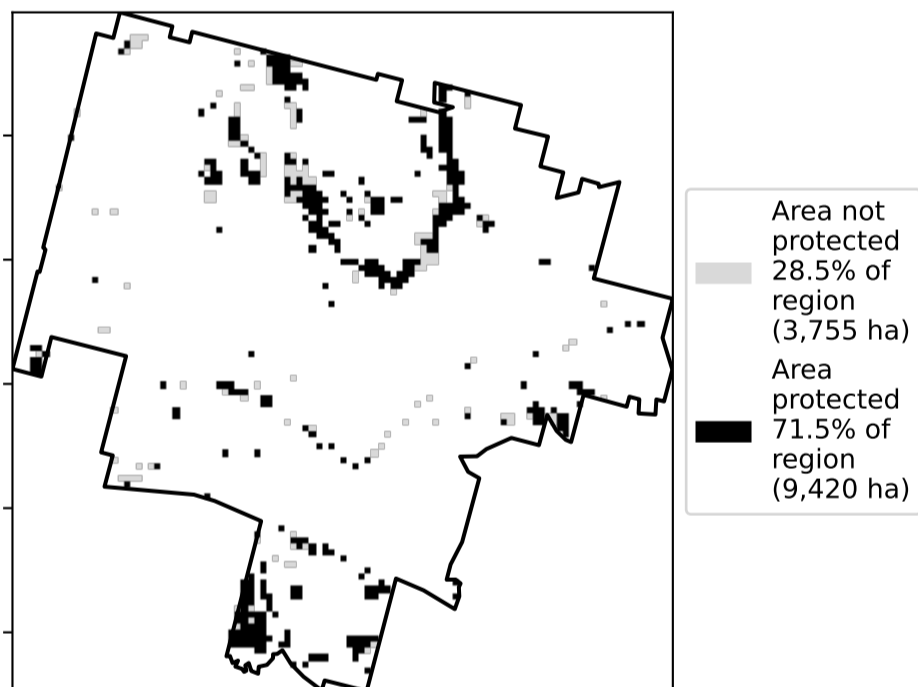 Area not
protected
28.5% of
region
(3,755 ha)
Area
protected
71.5% of
region
(9,420 ha)